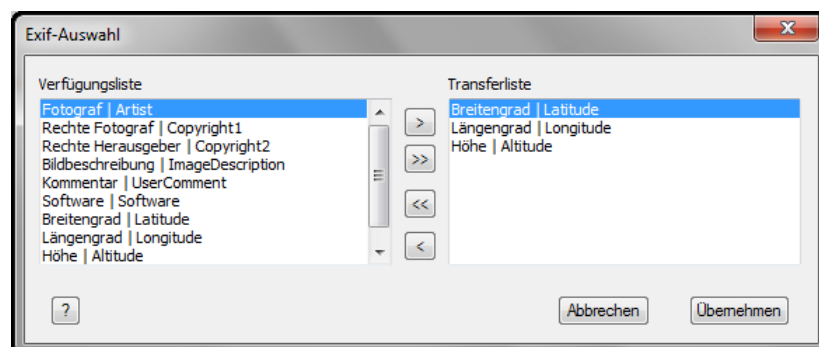 Exif-Auswahl
Verfügungsliste
Fotograf | Artist
Rechte Fotograf | Copyright1
Rechte Herausgeber | Copyright2
Bildbeschreibung | ImageDescription
Kommentar | UserComment
Software | Software
Breitengrad | Latitude
Längengrad | Longitude
Höhe | Altitude
>
>>
<<
<
Transferliste
Breitengrad | Latitude
Längengrad | Longitude
Höhe | Altitude
?
Abbrechen
Übernehmen